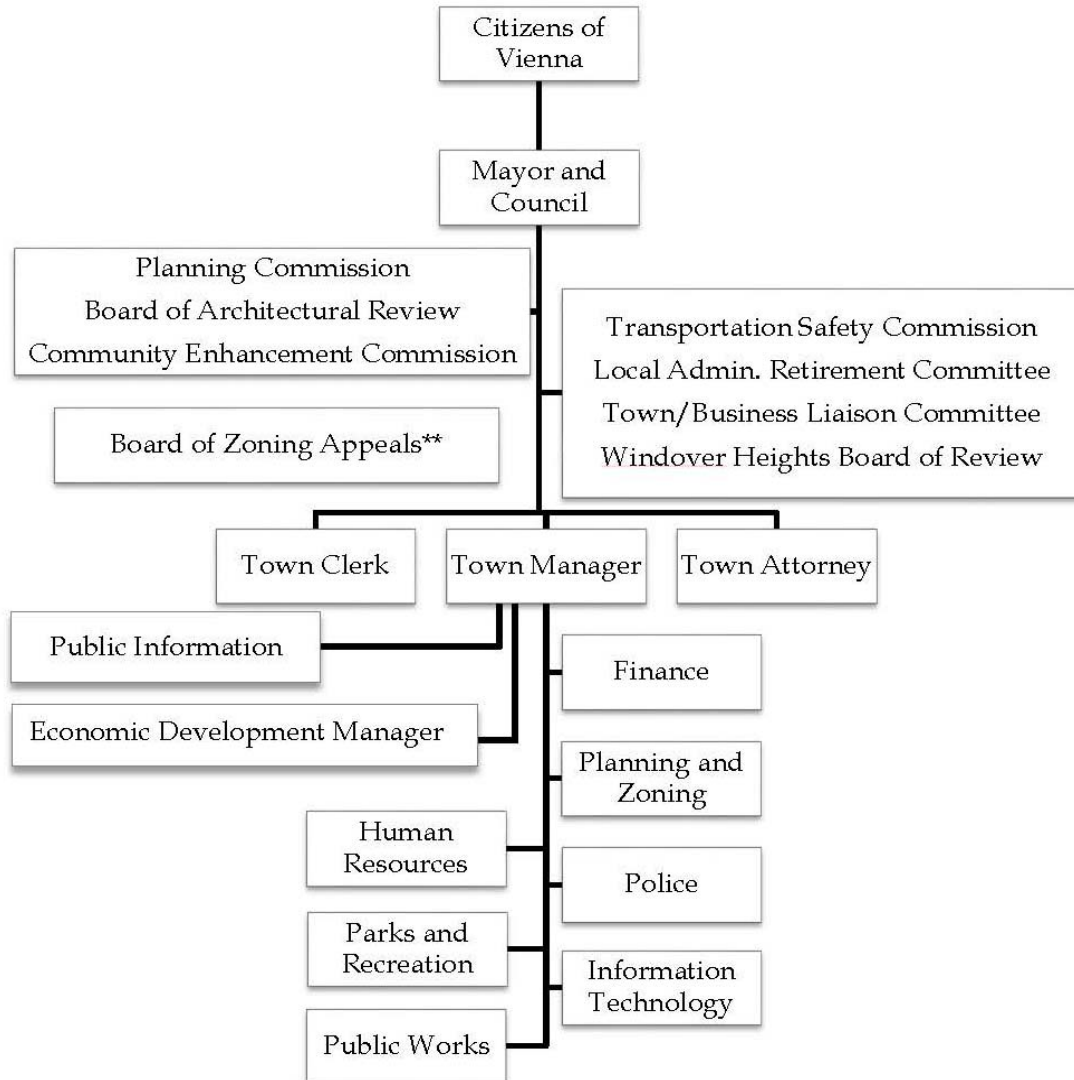 Citizens of
Vienna
Mayor and
Council
Planning Commission
Board of Architectural Review
Community Enhancement Commission
Transportation Safety Commission
Local Admin. Retirement Committee
Town/Business Liaison Committee
Windover Heights Board of Review
Board of Zoning Appeals**
Town Clerk
Town Manager
Town Attorney
Public Information
Finance
Economic Development Manager
Planning and
Zoning
Human
Resources
Police
Parks and
Recreation
Information
Technology
Public Works